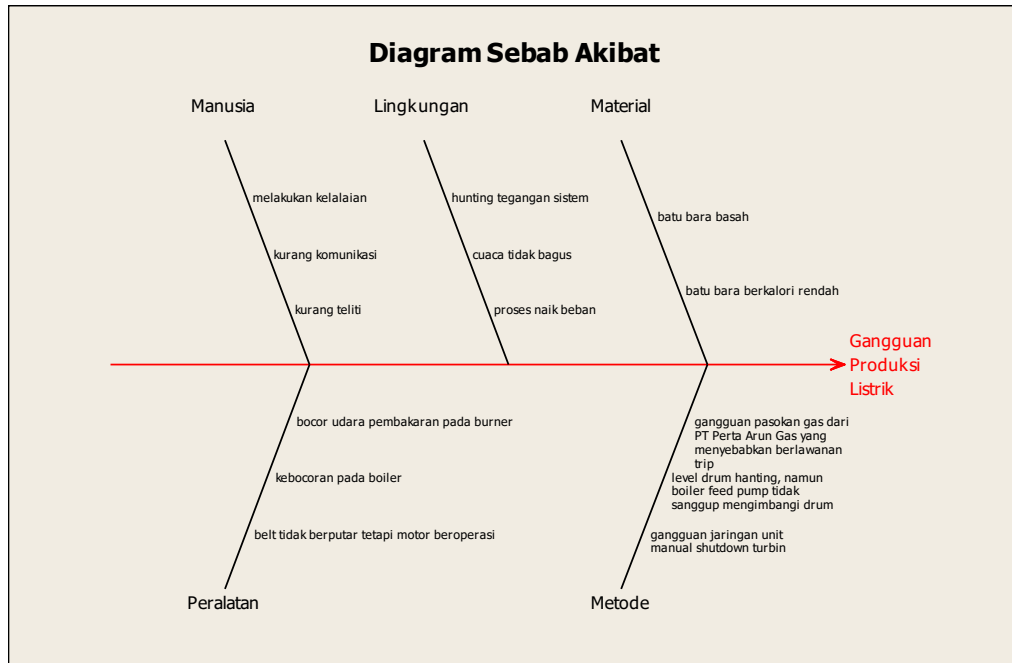 Diagram Sebab Akibat
Manusia
Lingkungan
Material
melakukan kelalaian
kurang komunikasi
kurang teliti
hunting tegangan sistem
cuaca tidak bagus
proses naik beban
batu bara basah
batu bara berkalori rendah
Gangguan
Produksi
Listrik
bocor udara pembakaran pada burner
kebocoran pada boiler
belt tidak berputar tetapi motor beroperasi
Peralatan
gangguan pasokan gas dari
PT Perta Arun Gas yang
menyebabkan berlawanan
trip
level drum hanting, namun
boiler feed pump tidak
sanggup mengimbangi drum
gangguan jaringan unit
manual shutdown turbin
Metode